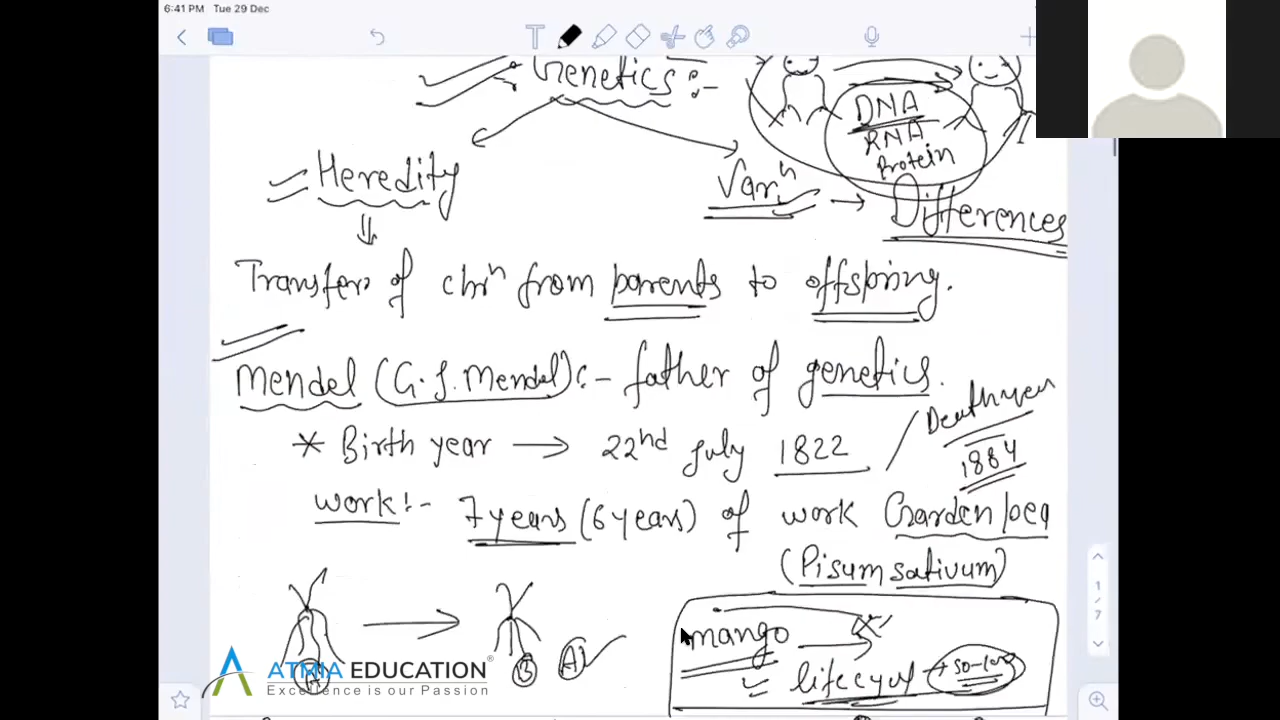 6:41 PM Tue 29 Dec
Genetics :-
DNA
RNA
Protein
Heredity
Varn → Differences
Transfer of chrn from parents to offspring.
Mendel (G.J. Mendel) :- father of genetics.
* Birth year → 22nd July 1822 / Death year
1884
work :- 7 years (6 years) of work Garden pea
(Pisum sativum)
mango
lifecycle
A
B
A
1
/
7
ATMIA EDUCATION®
Excellence is our Passion